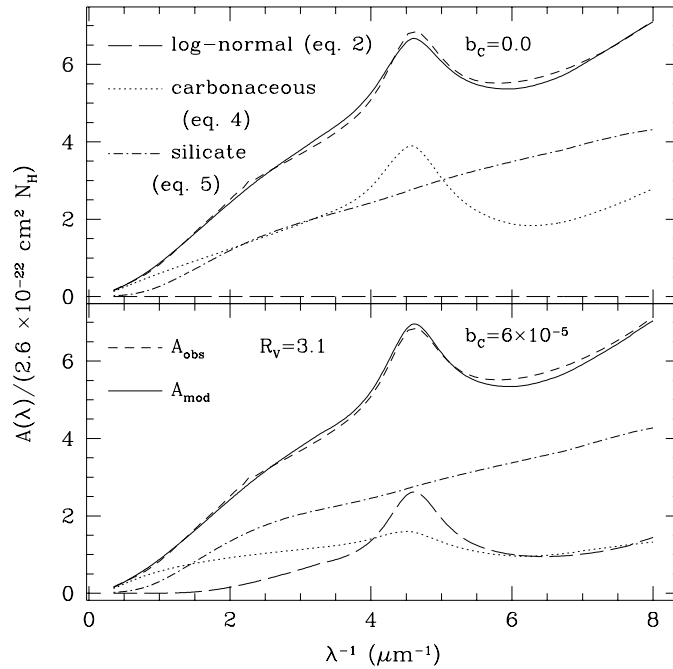 log-normal (eq. 2)
b_C=0.0
carbonaceous
(eq. 4)
silicate
(eq. 5)
6
4
2
0
A_obs
R_V=3.1
b_C=6×10⁻⁵
A_mod
6
4
2
0
0 2 4 6 8
λ⁻¹ (μm⁻¹)
A(λ)/(2.6 ×10⁻²² cm² N_H)